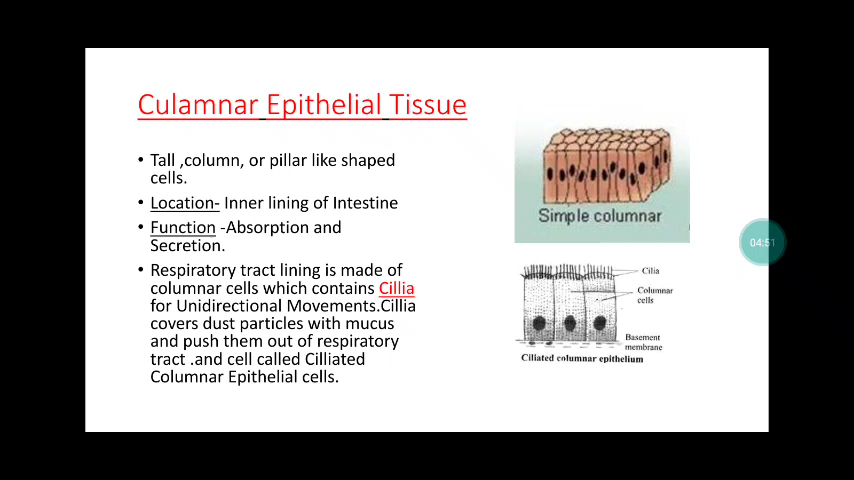 Culamnar Epithelial Tissue
• Tall ,column, or pillar like shaped
cells.
• Location- Inner lining of Intestine
• Function -Absorption and
Secretion.
• Respiratory tract lining is made of
columnar cells which contains Cillia
for Unidirectional Movements.Cillia
covers dust particles with mucus
and push them out of respiratory
tract .and cell called Cilliated
Columnar Epithelial cells.
Simple columnar
Cilia
Columnar
cells
Basement
membrane
Ciliated columnar epithelium
04:51